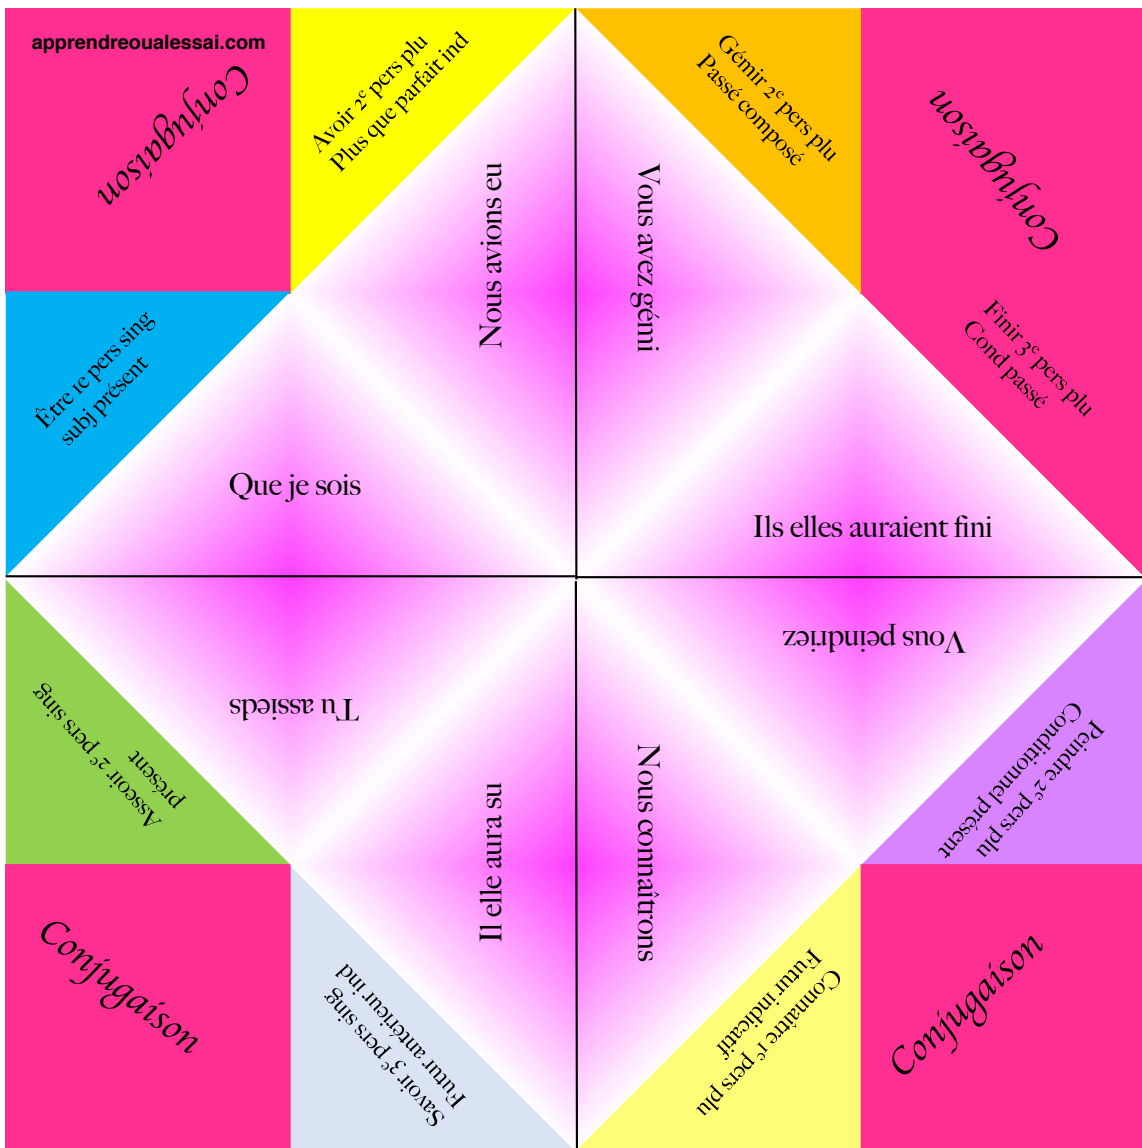 apprendreoualessai.com
Conjugaison
Avoir 2e pers plu
Plus que parfait ind
Gémir 2e pers plu
Passé composé
Conjugaison
Être 1e pers sing
subj présent
Nous avions eu
Vous avez gémi
Finir 3e pers plu
Cond passé
Que je sois
Ils elles auraient fini
Tu assieds
Vous peindriez
Asseoir 2e pers sing
présent
Il elle aura su
Nous connaîtrons
Peindre 2e pers plu
Conditionnel présent
Conjugaison
Savoir 3e pers sing
Futur antérieur ind
Connaître 1e pers plu
Futur indicatif
Conjugaison